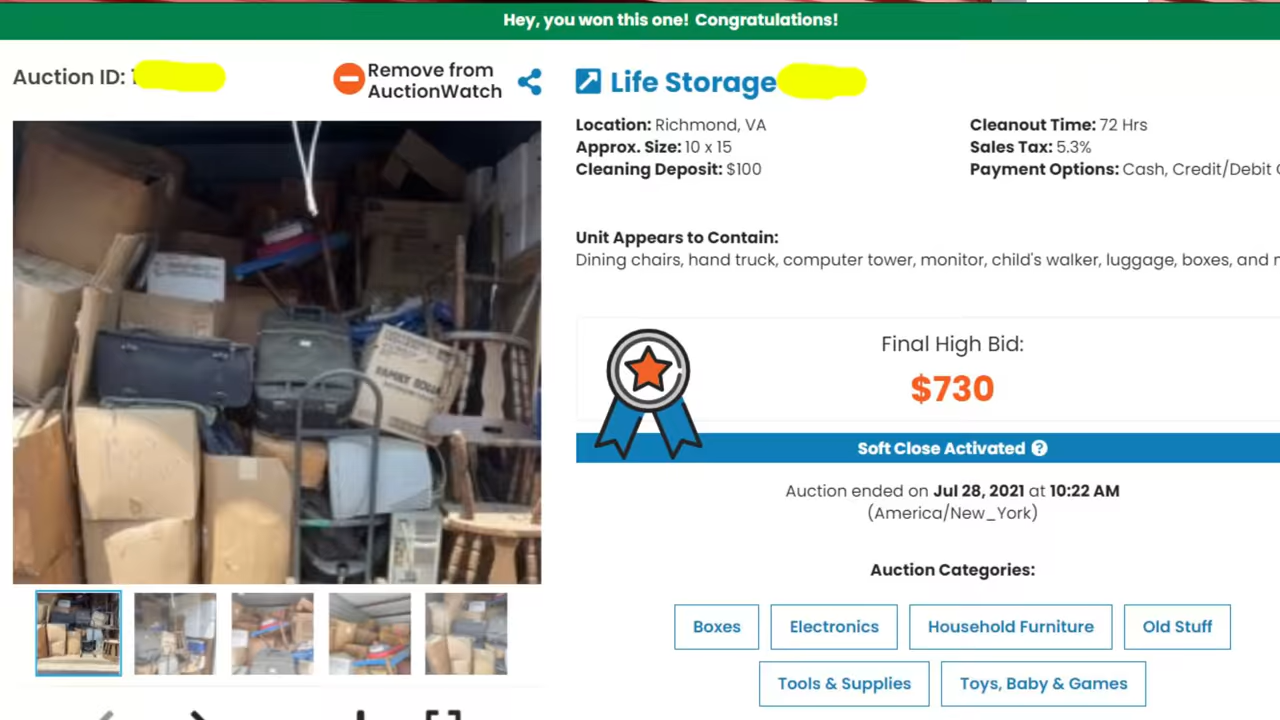 Hey, you won this one! Congratulations!
Auction ID:
Remove from
AuctionWatch
Life Storage
Location: Richmond, VA
Approx. Size: 10 x 15
Cleaning Deposit: $100
Cleanout Time: 72 Hrs
Sales Tax: 5.3%
Payment Options: Cash, Credit/Debit
Unit Appears to Contain:
Dining chairs, hand truck, computer tower, monitor, child's walker, luggage, boxes, and
FAMILY
Final High Bid:
$730
Soft Close Activated ?
Auction ended on Jul 28, 2021 at 10:22 AM
(America/New_York)
Auction Categories:
Boxes
Electronics
Household Furniture
Old Stuff
Tools & Supplies
Toys, Baby & Games